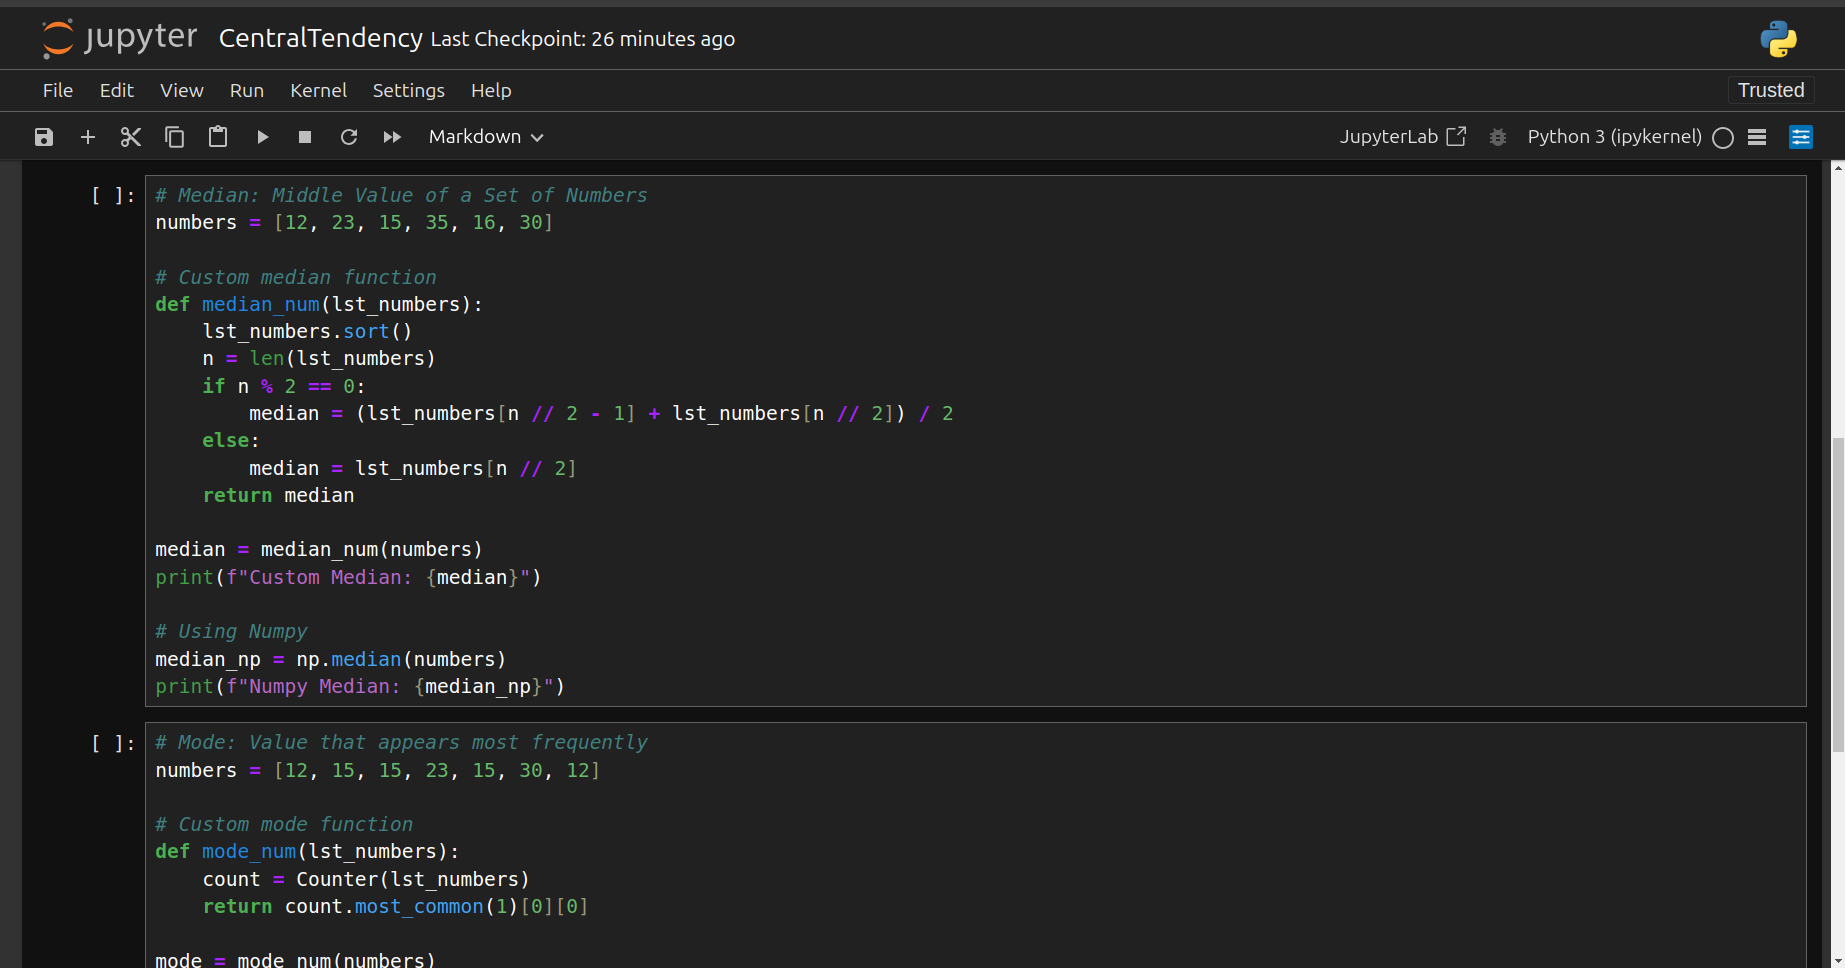 jupyter CentralTendency Last Checkpoint: 26 minutes ago
File Edit View Run Kernel Settings Help Trusted
Markdown JupyterLab Python 3 (ipykernel)
[ ]: # Median: Middle Value of a Set of Numbers
numbers = [12, 23, 15, 35, 16, 30]
# Custom median function
def median_num(lst_numbers):
    lst_numbers.sort()
    n = len(lst_numbers)
    if n % 2 == 0:
        median = (lst_numbers[n // 2 - 1] + lst_numbers[n // 2]) / 2
    else:
        median = lst_numbers[n // 2]
    return median
median = median_num(numbers)
print(f"Custom Median: {median}")
# Using Numpy
median_np = np.median(numbers)
print(f"Numpy Median: {median_np}")
[ ]: # Mode: Value that appears most frequently
numbers = [12, 15, 15, 23, 15, 30, 12]
# Custom mode function
def mode_num(lst_numbers):
    count = Counter(lst_numbers)
    return count.most_common(1)[0][0]
mode = mode_num(numbers)